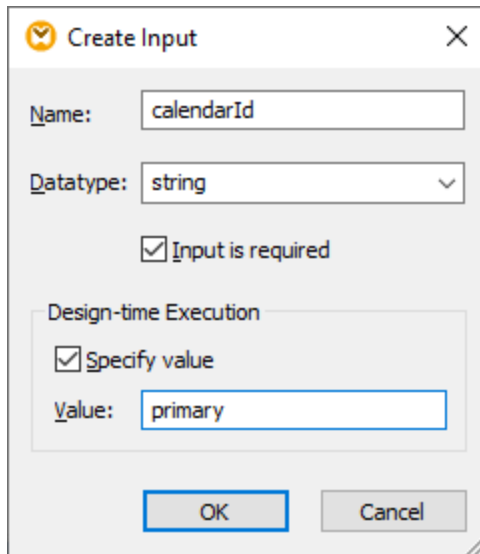 Create Input
Name: calendarId
Datatype: string
Input is required
Design-time Execution
Specify value
Value: primary
OK Cancel